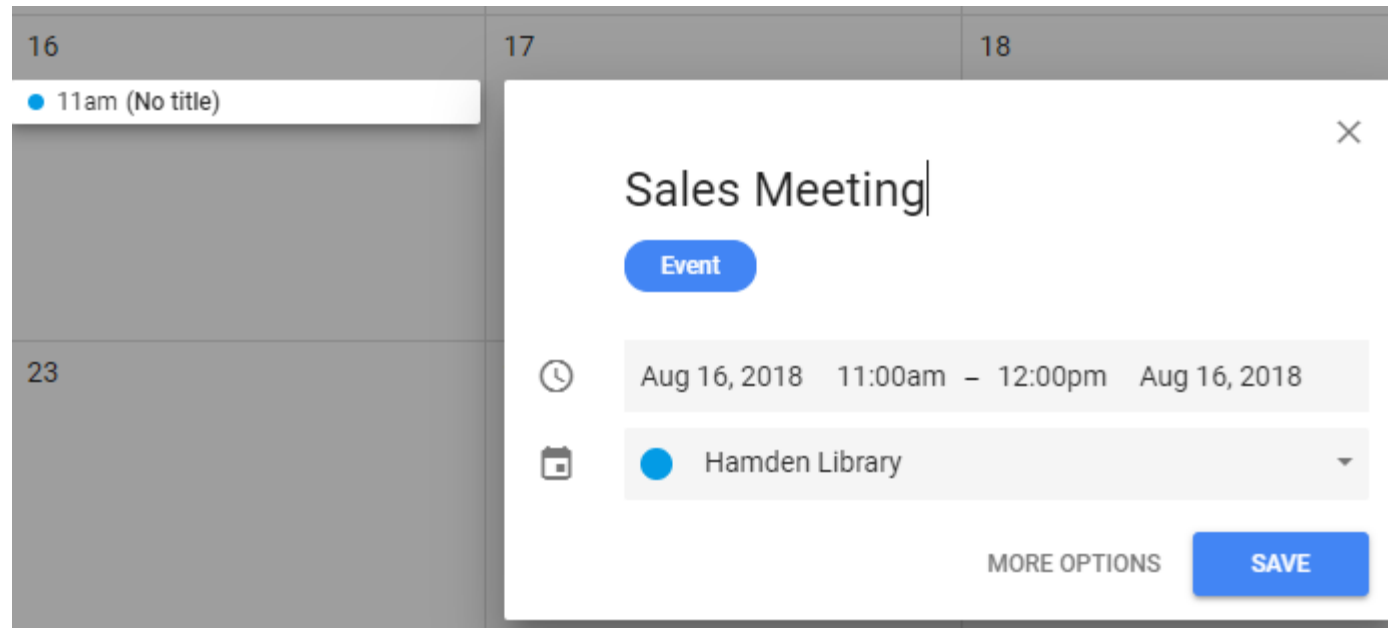 16 17 18
11am (No title)
Sales Meeting
Event
23
Aug 16, 2018 11:00am – 12:00pm Aug 16, 2018
Hamden Library
MORE OPTIONS SAVE